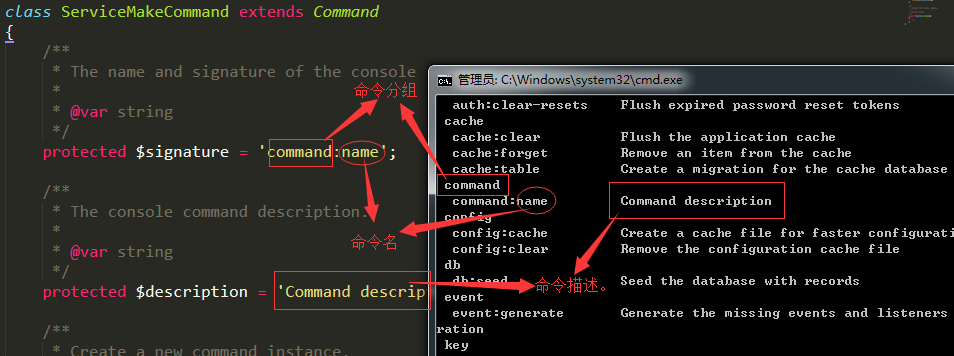 class ServiceMakeCommand extends Command
{
/**
* The name and signature of the console
*
* @var string
*/
protected $signature = 'command:name';
/**
* The console command description.
*
* @var string
*/
protected $description = 'Command descrip
/**
* Create a new command instance.
命令分组
命令名
命令描述。
管理员: C:\Windows\system32\cmd.exe
auth:clear-resets Flush expired password reset tokens
cache
cache:clear Flush the application cache
cache:forget Remove an item from the cache
cache:table Create a migration for the cache database
command
command:name Command description
config
config:cache Create a cache file for faster configurati
config:clear Remove the configuration cache file
db
db:seed Seed the database with records
event
event:generate Generate the missing events and listeners
ration
key